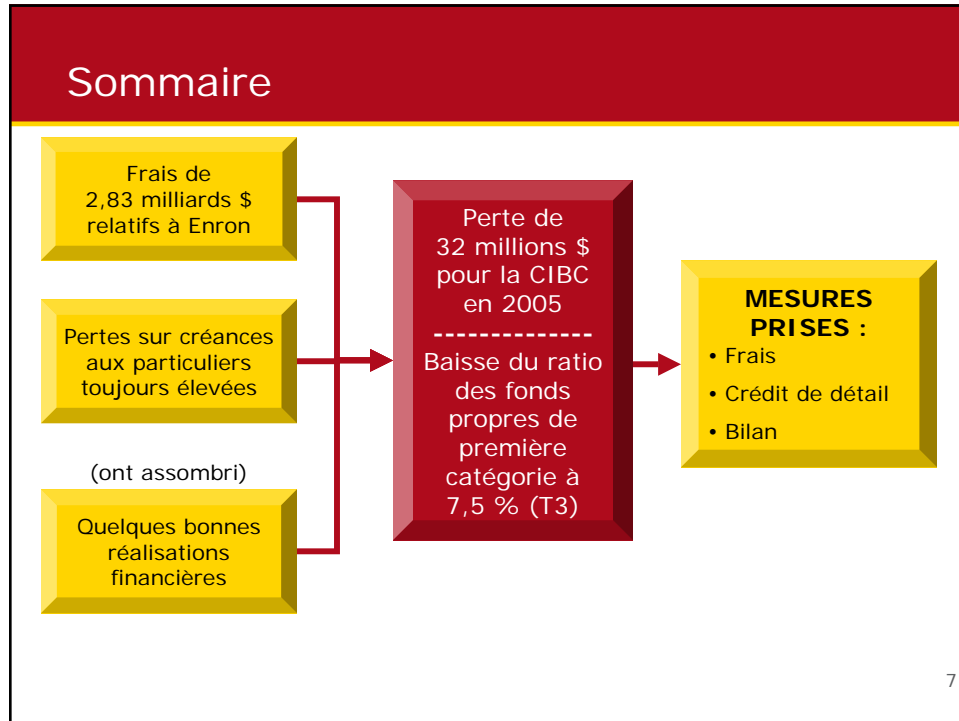 Sommaire
Frais de
2,83 milliards $
relatifs à Enron
Pertes sur créances
aux particuliers
toujours élevées
(ont assombri)
Quelques bonnes
réalisations
financières
Perte de
32 millions $
pour la CIBC
en 2005
--------------
Baisse du ratio
des fonds
propres de
première
catégorie à
7,5 % (T3)
MESURES
PRISES :
• Frais
• Crédit de détail
• Bilan
7